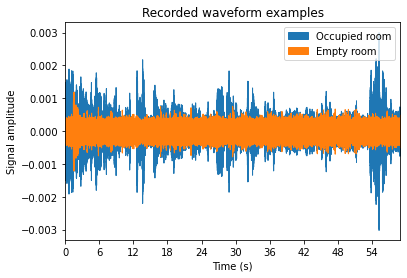 Recorded waveform examples
Occupied room
Empty room
Signal amplitude
0.003
0.002
0.001
0.000
−0.001
−0.002
−0.003
0 6 12 18 24 30 36 42 48 54
Time (s)